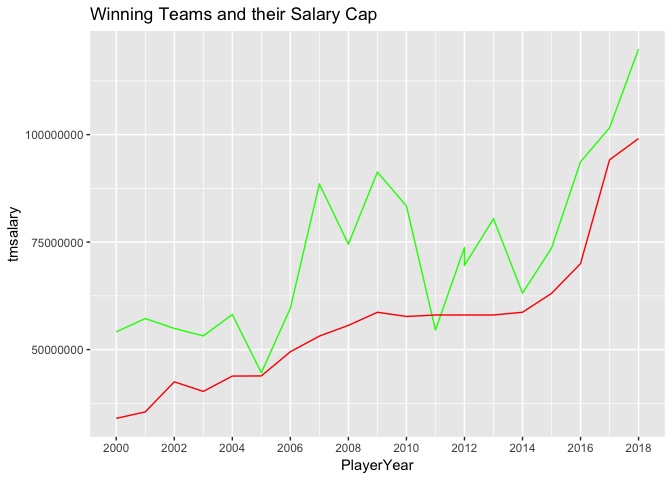 Winning Teams and their Salary Cap
tmsalary
100000000
75000000
50000000
2000 2002 2004 2006 2008 2010 2012 2014 2016 2018
PlayerYear